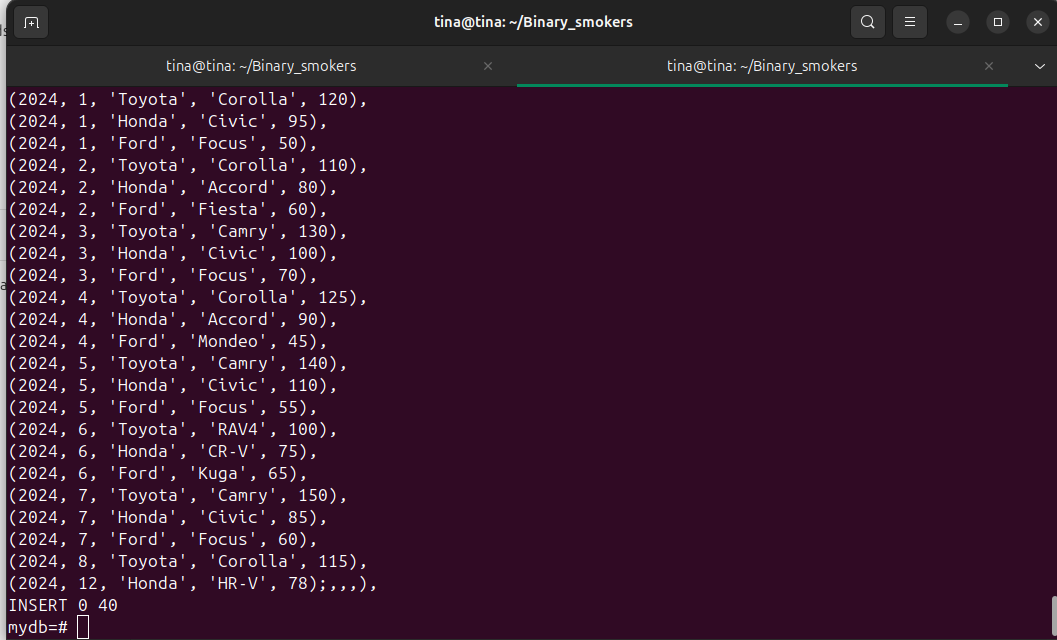 tina@tina: ~/Binary_smokers
tina@tina: ~/Binary_smokers
tina@tina: ~/Binary_smokers
(2024, 1, 'Toyota', 'Corolla', 120),
(2024, 1, 'Honda', 'Civic', 95),
(2024, 1, 'Ford', 'Focus', 50),
(2024, 2, 'Toyota', 'Corolla', 110),
(2024, 2, 'Honda', 'Accord', 80),
(2024, 2, 'Ford', 'Fiesta', 60),
(2024, 3, 'Toyota', 'Camry', 130),
(2024, 3, 'Honda', 'Civic', 100),
(2024, 3, 'Ford', 'Focus', 70),
(2024, 4, 'Toyota', 'Corolla', 125),
(2024, 4, 'Honda', 'Accord', 90),
(2024, 4, 'Ford', 'Mondeo', 45),
(2024, 5, 'Toyota', 'Camry', 140),
(2024, 5, 'Honda', 'Civic', 110),
(2024, 5, 'Ford', 'Focus', 55),
(2024, 6, 'Toyota', 'RAV4', 100),
(2024, 6, 'Honda', 'CR-V', 75),
(2024, 6, 'Ford', 'Kuga', 65),
(2024, 7, 'Toyota', 'Camry', 150),
(2024, 7, 'Honda', 'Civic', 85),
(2024, 7, 'Ford', 'Focus', 60),
(2024, 8, 'Toyota', 'Corolla', 115),
(2024, 12, 'Honda', 'HR-V', 78);,,,),
INSERT 0 40
mydb=#